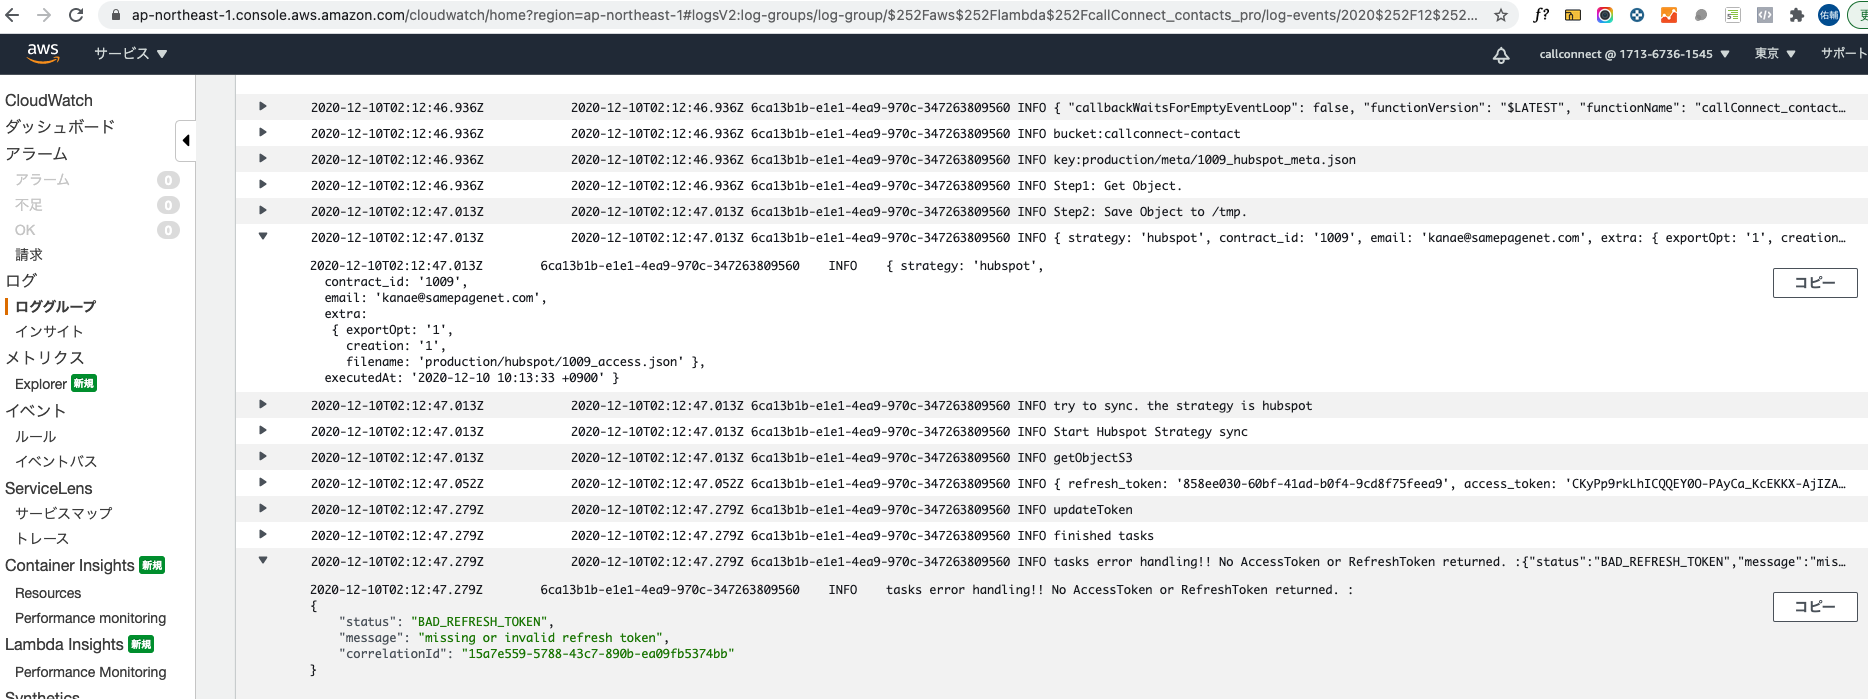 ap-northeast-1.console.aws.amazon.com/cloudwatch/home?region=ap-northeast-1#logsV2:log-groups/log-group/$252Faws$252Flambda$252FcallConnect_contacts_pro/log-events/2020$252F12$252...
f?
佑輔
aws サービス ▼ callconnect @ 1713-6736-1545 ▼ 東京 ▼ サポート
CloudWatch
ダッシュボード
アラーム
アラーム 0
不足 0
OK 0
請求
ログ
ロググループ
インサイト
メトリクス
Explorer 新規
イベント
ルール
イベントバス
ServiceLens
サービスマップ
トレース
Container Insights 新規
Resources
Performance monitoring
Lambda Insights 新規
Performance Monitoring
Synthetics
2020-12-10T02:12:46.936Z 2020-12-10T02:12:46.936Z 6ca13b1b-e1e1-4ea9-970c-347263809560 INFO { "callbackWaitsForEmptyEventLoop": false, "functionVersion": "$LATEST", "functionName": "callConnect_contact…
2020-12-10T02:12:46.936Z 2020-12-10T02:12:46.936Z 6ca13b1b-e1e1-4ea9-970c-347263809560 INFO bucket:callconnect-contact
2020-12-10T02:12:46.936Z 2020-12-10T02:12:46.936Z 6ca13b1b-e1e1-4ea9-970c-347263809560 INFO key:production/meta/1009_hubspot_meta.json
2020-12-10T02:12:46.936Z 2020-12-10T02:12:46.936Z 6ca13b1b-e1e1-4ea9-970c-347263809560 INFO Step1: Get Object.
2020-12-10T02:12:47.013Z 2020-12-10T02:12:47.013Z 6ca13b1b-e1e1-4ea9-970c-347263809560 INFO Step2: Save Object to /tmp.
2020-12-10T02:12:47.013Z 2020-12-10T02:12:47.013Z 6ca13b1b-e1e1-4ea9-970c-347263809560 INFO { strategy: 'hubspot', contract_id: '1009', email: 'kanae@samepagenet.com', extra: { exportOpt: '1', creation…
2020-12-10T02:12:47.013Z 6ca13b1b-e1e1-4ea9-970c-347263809560 INFO { strategy: 'hubspot',
contract_id: '1009',
email: 'kanae@samepagenet.com',
extra:
{ exportOpt: '1',
creation: '1',
filename: 'production/hubspot/1009_access.json' },
executedAt: '2020-12-10 10:13:33 +0900' }
コピー
2020-12-10T02:12:47.013Z 2020-12-10T02:12:47.013Z 6ca13b1b-e1e1-4ea9-970c-347263809560 INFO try to sync. the strategy is hubspot
2020-12-10T02:12:47.013Z 2020-12-10T02:12:47.013Z 6ca13b1b-e1e1-4ea9-970c-347263809560 INFO Start Hubspot Strategy sync
2020-12-10T02:12:47.013Z 2020-12-10T02:12:47.013Z 6ca13b1b-e1e1-4ea9-970c-347263809560 INFO getObjectS3
2020-12-10T02:12:47.052Z 2020-12-10T02:12:47.052Z 6ca13b1b-e1e1-4ea9-970c-347263809560 INFO { refresh_token: '858ee030-60bf-41ad-b0f4-9cd8f75feea9', access_token: 'CKyPp9rkLhICQQEY0O-PAyCa_KcEKKX-AjIZA…
2020-12-10T02:12:47.279Z 2020-12-10T02:12:47.279Z 6ca13b1b-e1e1-4ea9-970c-347263809560 INFO updateToken
2020-12-10T02:12:47.279Z 2020-12-10T02:12:47.279Z 6ca13b1b-e1e1-4ea9-970c-347263809560 INFO finished tasks
2020-12-10T02:12:47.279Z 2020-12-10T02:12:47.279Z 6ca13b1b-e1e1-4ea9-970c-347263809560 INFO tasks error handling!! No AccessToken or RefreshToken returned. :{"status":"BAD_REFRESH_TOKEN","message":"mis…
2020-12-10T02:12:47.279Z 6ca13b1b-e1e1-4ea9-970c-347263809560 INFO tasks error handling!! No AccessToken or RefreshToken returned. :
{
"status": "BAD_REFRESH_TOKEN",
"message": "missing or invalid refresh token",
"correlationId": "15a7e559-5788-43c7-890b-ea09fb5374bb"
}
コピー